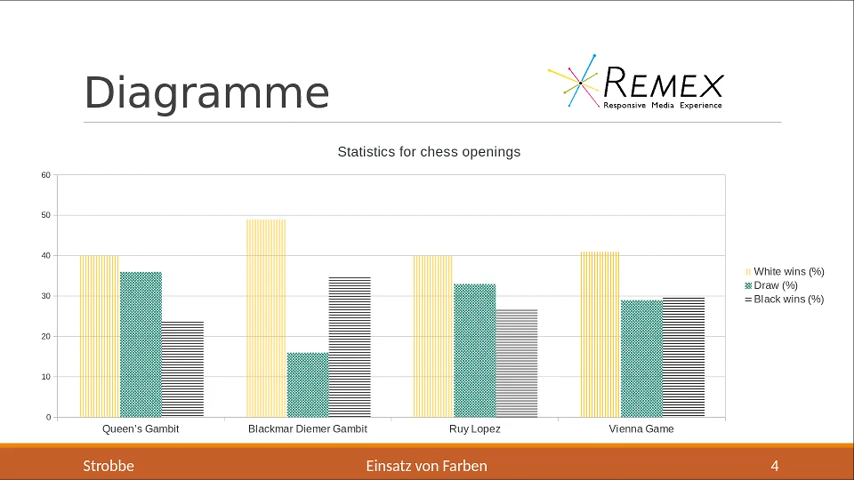 Diagramme
REMEX
Responsive Media Experience
Statistics for chess openings
60
50
40
30
20
10
0
White wins (%)
Draw (%)
Black wins (%)
Queen's Gambit
Blackmar Diemer Gambit
Ruy Lopez
Vienna Game
Strobbe
Einsatz von Farben
4